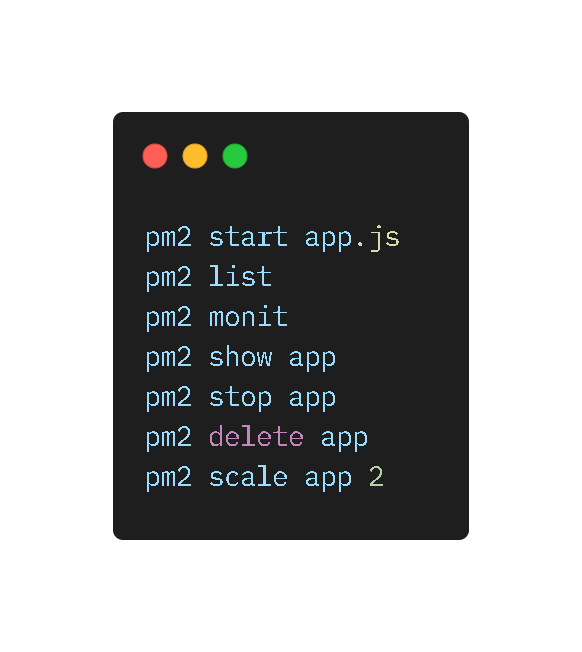 pm2 start app.js
pm2 list
pm2 monit
pm2 show app
pm2 stop app
pm2 delete app
pm2 scale app 2